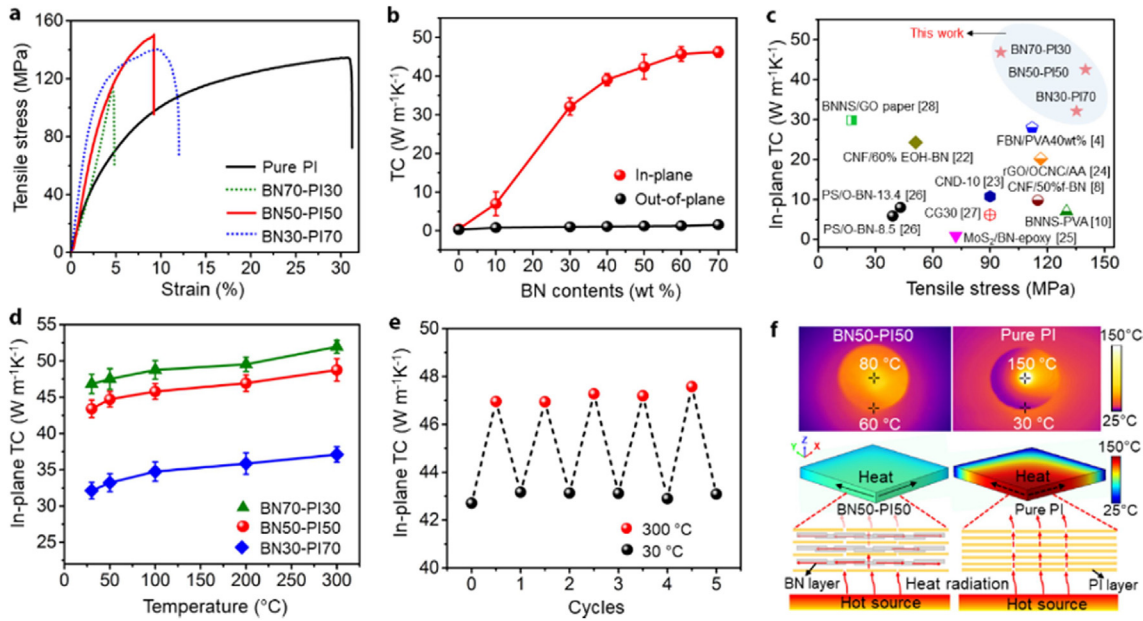 a
Tensile stress (MPa)
160
120
80
40
0
0 5 10 15 20 25 30
Strain (%)
Pure PI
BN70-PI30
BN50-PI50
BN30-PI70
b
TC (W m⁻¹K⁻¹)
50
40
30
20
10
0
0 10 20 30 40 50 60 70
BN contents (wt %)
In-plane
Out-of-plane
c
In-plane TC (W m⁻¹K⁻¹)
50
40
30
20
10
0
0 30 60 90 120 150
Tensile stress (MPa)
This work
BN70-PI30
BN50-PI50
BN30-PI70
BNNS/GO paper [28]
FBN/PVA40wt% [4]
CNF/60% EOH-BN [22]
rGO/OCNC/AA [24]
CND-10 [23]
CNF/50%f-BN [8]
PS/O-BN-13.4 [26]
CG30 [27]
BNNS-PVA [10]
PS/O-BN-8.5 [26]
MoS₂/BN-epoxy [25]
d
In-plane TC (W m⁻¹K⁻¹)
55
50
45
40
35
30
25
0 50 100 150 200 250 300
Temperature (°C)
BN70-PI30
BN50-PI50
BN30-PI70
e
In-plane TC (W m⁻¹K⁻¹)
50
48
46
44
42
40
0 1 2 3 4 5
Cycles
300 °C
30 °C
f
BN50-PI50
Pure PI
80 °C
60 °C
150 °C
30 °C
150°C
25°C
Y Z X
Heat
Heat
150°C
25°C
BN50-PI50
Pure PI
BN layer
Heat radiation
PI layer
Hot source
Hot source